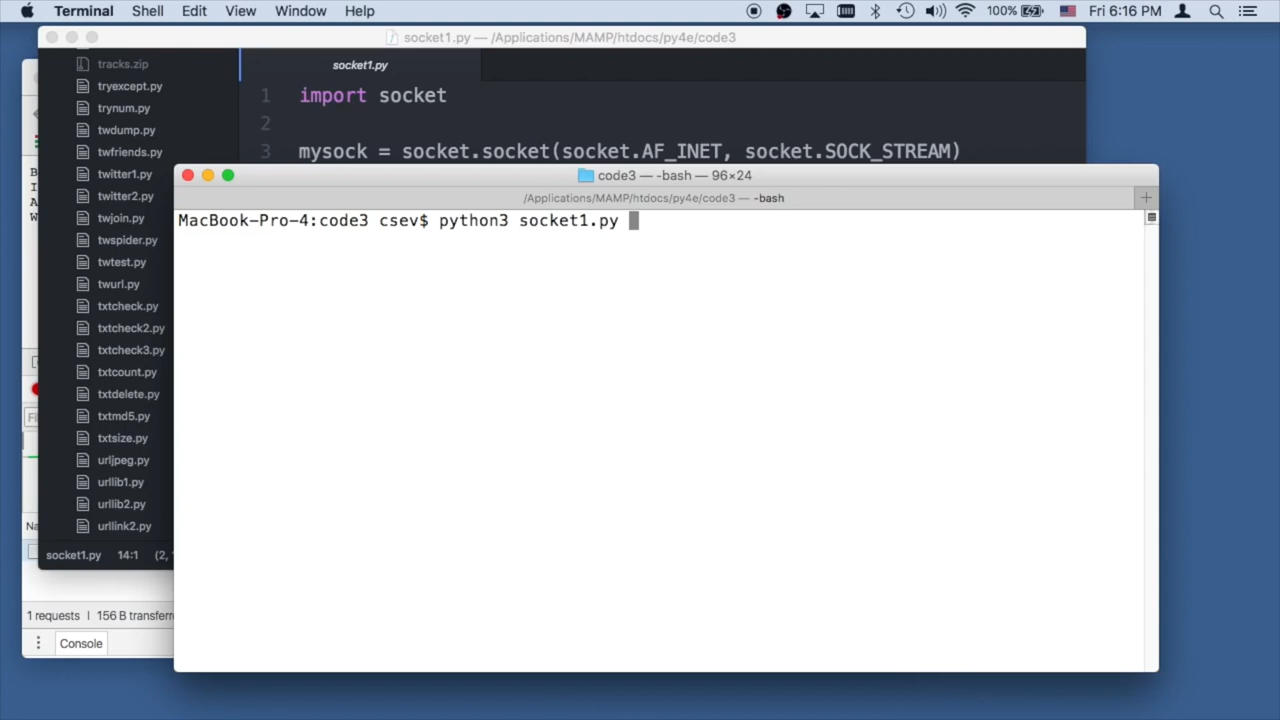 Terminal Shell Edit View Window Help 100% Fri 6:16 PM
socket1.py — /Applications/MAMP/htdocs/py4e/code3
tracks.zip
tryexcept.py
trynum.py
twdump.py
twfriends.py
twitter1.py
twitter2.py
twjoin.py
twspider.py
twtest.py
twurl.py
txtcheck.py
txtcheck2.py
txtcheck3.py
txtcount.py
txtdelete.py
txtmd5.py
txtsize.py
urljpeg.py
urllib1.py
urllib2.py
urllink2.py
socket1.py 14:1 (2,
socket1.py
1 import socket
2
3 mysock = socket.socket(socket.AF_INET, socket.SOCK_STREAM)
code3 — -bash — 96×24
/Applications/MAMP/htdocs/py4e/code3 — -bash
MacBook-Pro-4:code3 csev$ python3 socket1.py
1 requests | 156 B transferre
Console